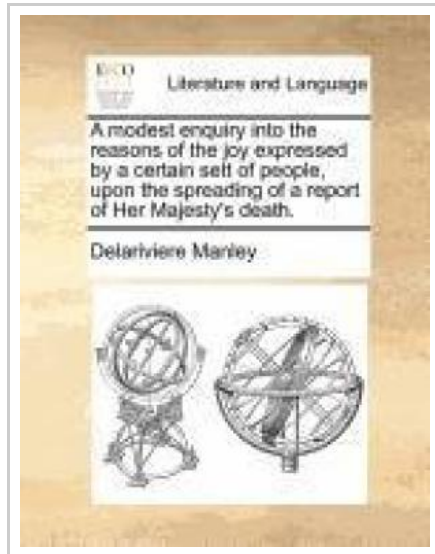 ECCO
Literature and Language
A modest enquiry into the
reasons of the joy expressed
by a certain sett of people,
upon the spreading of a report
of Her Majesty's death.
Delariviere Manley